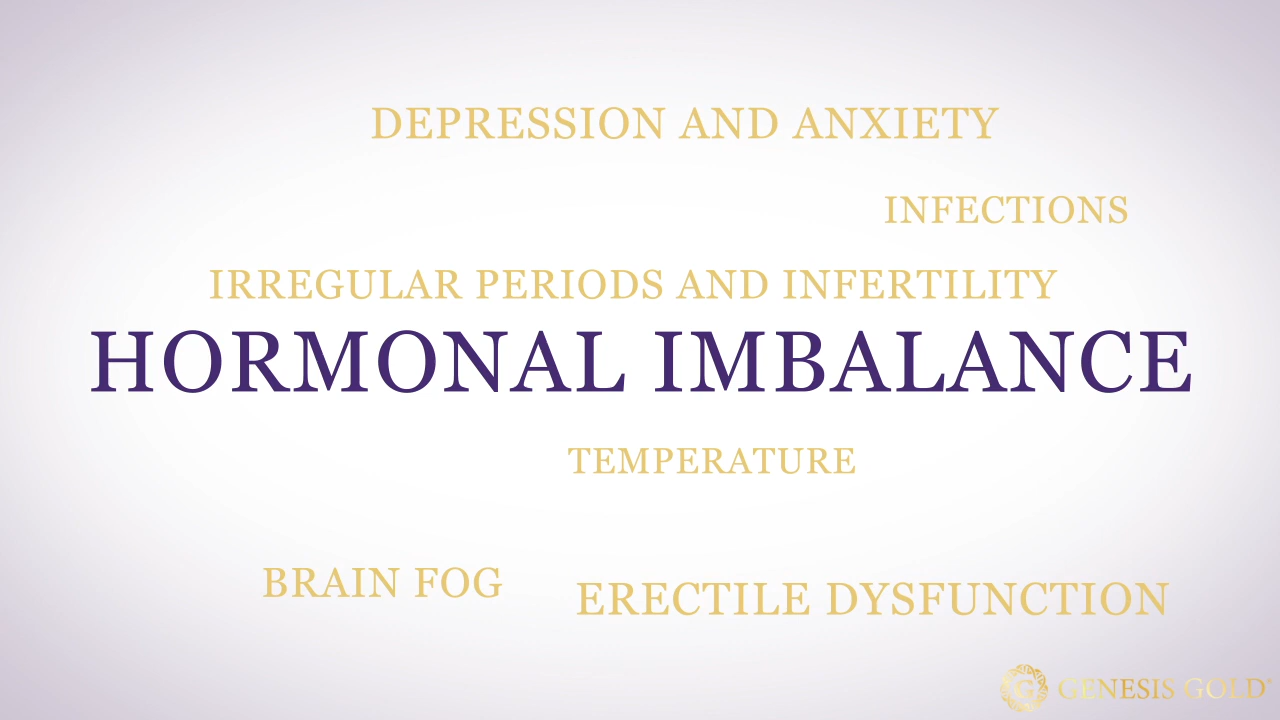 DEPRESSION AND ANXIETY
INFECTIONS
IRREGULAR PERIODS AND INFERTILITY
HORMONAL IMBALANCE
TEMPERATURE
BRAIN FOG
ERECTILE DYSFUNCTION
G GENESIS GOLD®